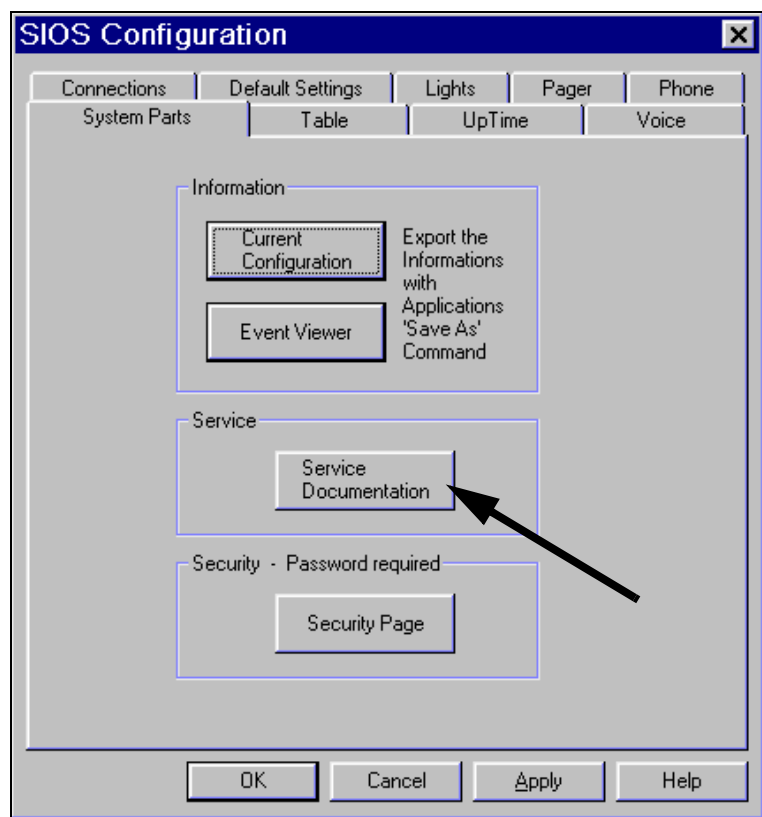 SIOS Configuration
Connections Default Settings Lights Pager Phone
System Parts Table UpTime Voice
Information
Current
Configuration
Export the
Informations
with
Applications
'Save As'
Command
Event Viewer
Service
Service
Documentation
Security - Password required
Security Page
OK Cancel Apply Help